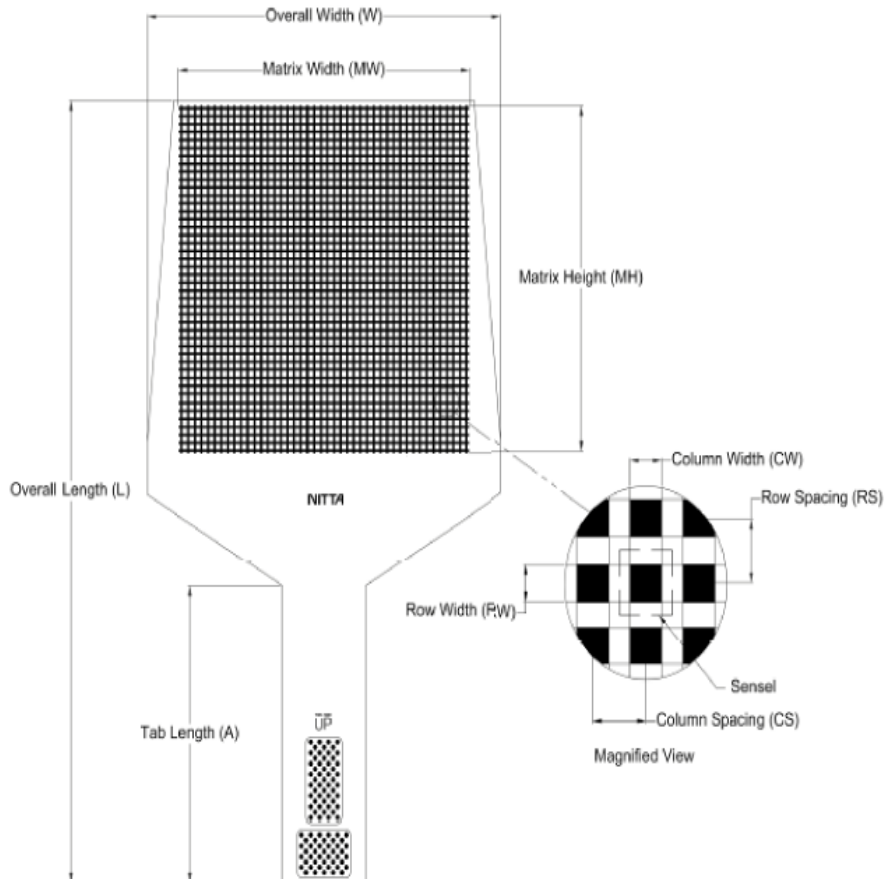 Overall Width (W)
Matrix Width (MW)
Matrix Height (MH)
Column Width (CW)
Overall Length (L)
Row Spacing (RS)
NITTA
Row Width (RW)
Sensel
UP
Column Spacing (CS)
Tab Length (A)
Magnified View